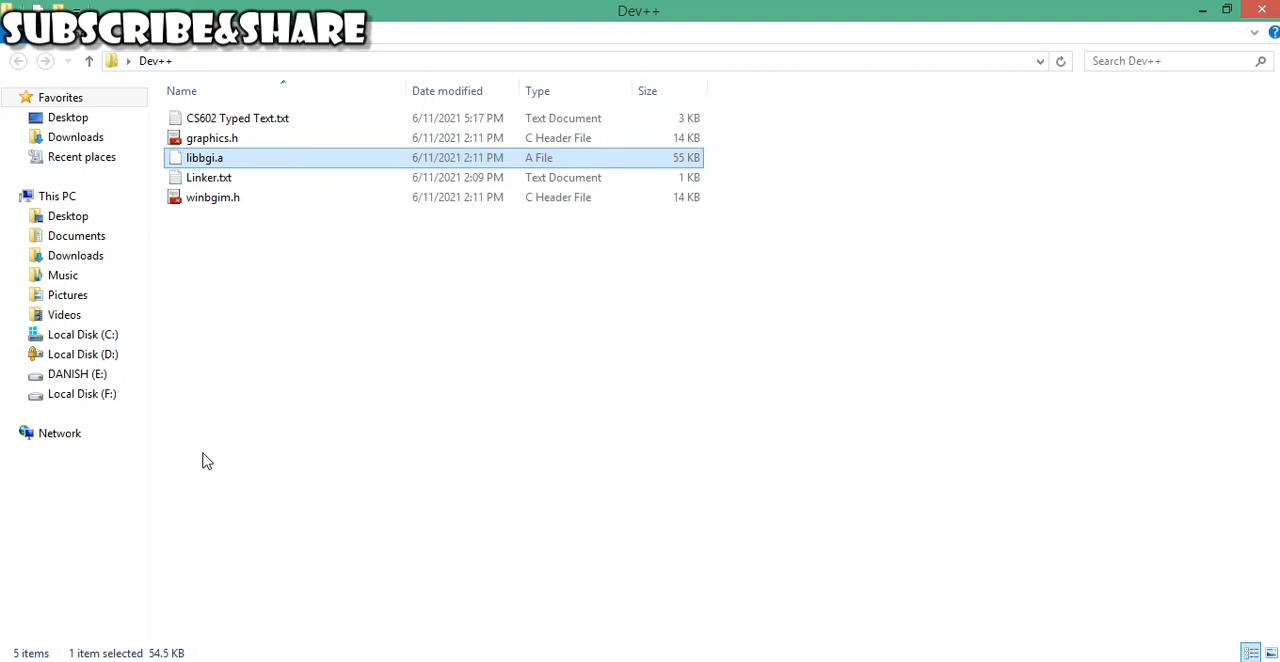 Dev++
SUBSCRIBE&SHARE
Dev++
Search Dev++
Name Date modified Type Size
CS602 Typed Text.txt 6/11/2021 5:17 PM Text Document 3 KB
graphics.h 6/11/2021 2:11 PM C Header File 14 KB
libbgi.a 6/11/2021 2:11 PM A File 55 KB
Linker.txt 6/11/2021 2:09 PM Text Document 1 KB
winbgim.h 6/11/2021 2:11 PM C Header File 14 KB
Favorites
Desktop
Downloads
Recent places
This PC
Desktop
Documents
Downloads
Music
Pictures
Videos
Local Disk (C:)
Local Disk (D:)
DANISH (E:)
Local Disk (F:)
Network
5 items 1 item selected 54.5 KB